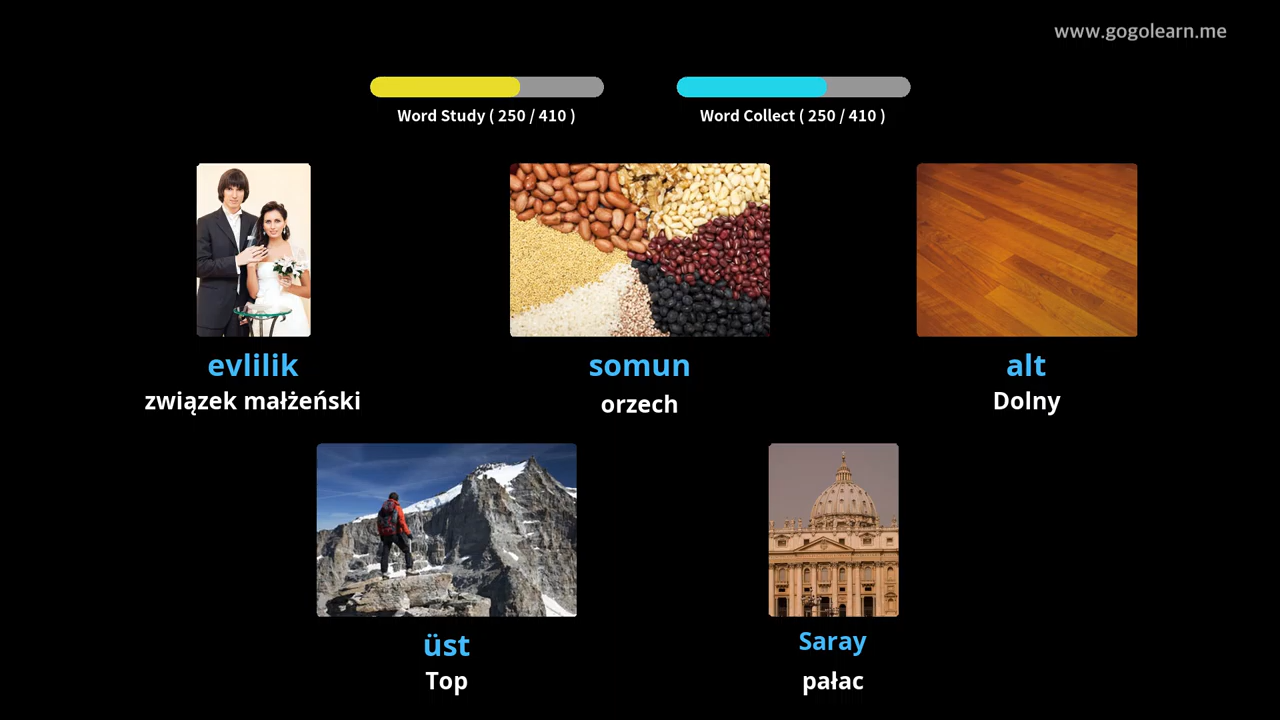 www.gogolearn.me
Word Study ( 250 / 410 )
Word Collect ( 250 / 410 )
evlilik
związek małżeński
somun
orzech
alt
Dolny
üst
Top
Saray
pałac